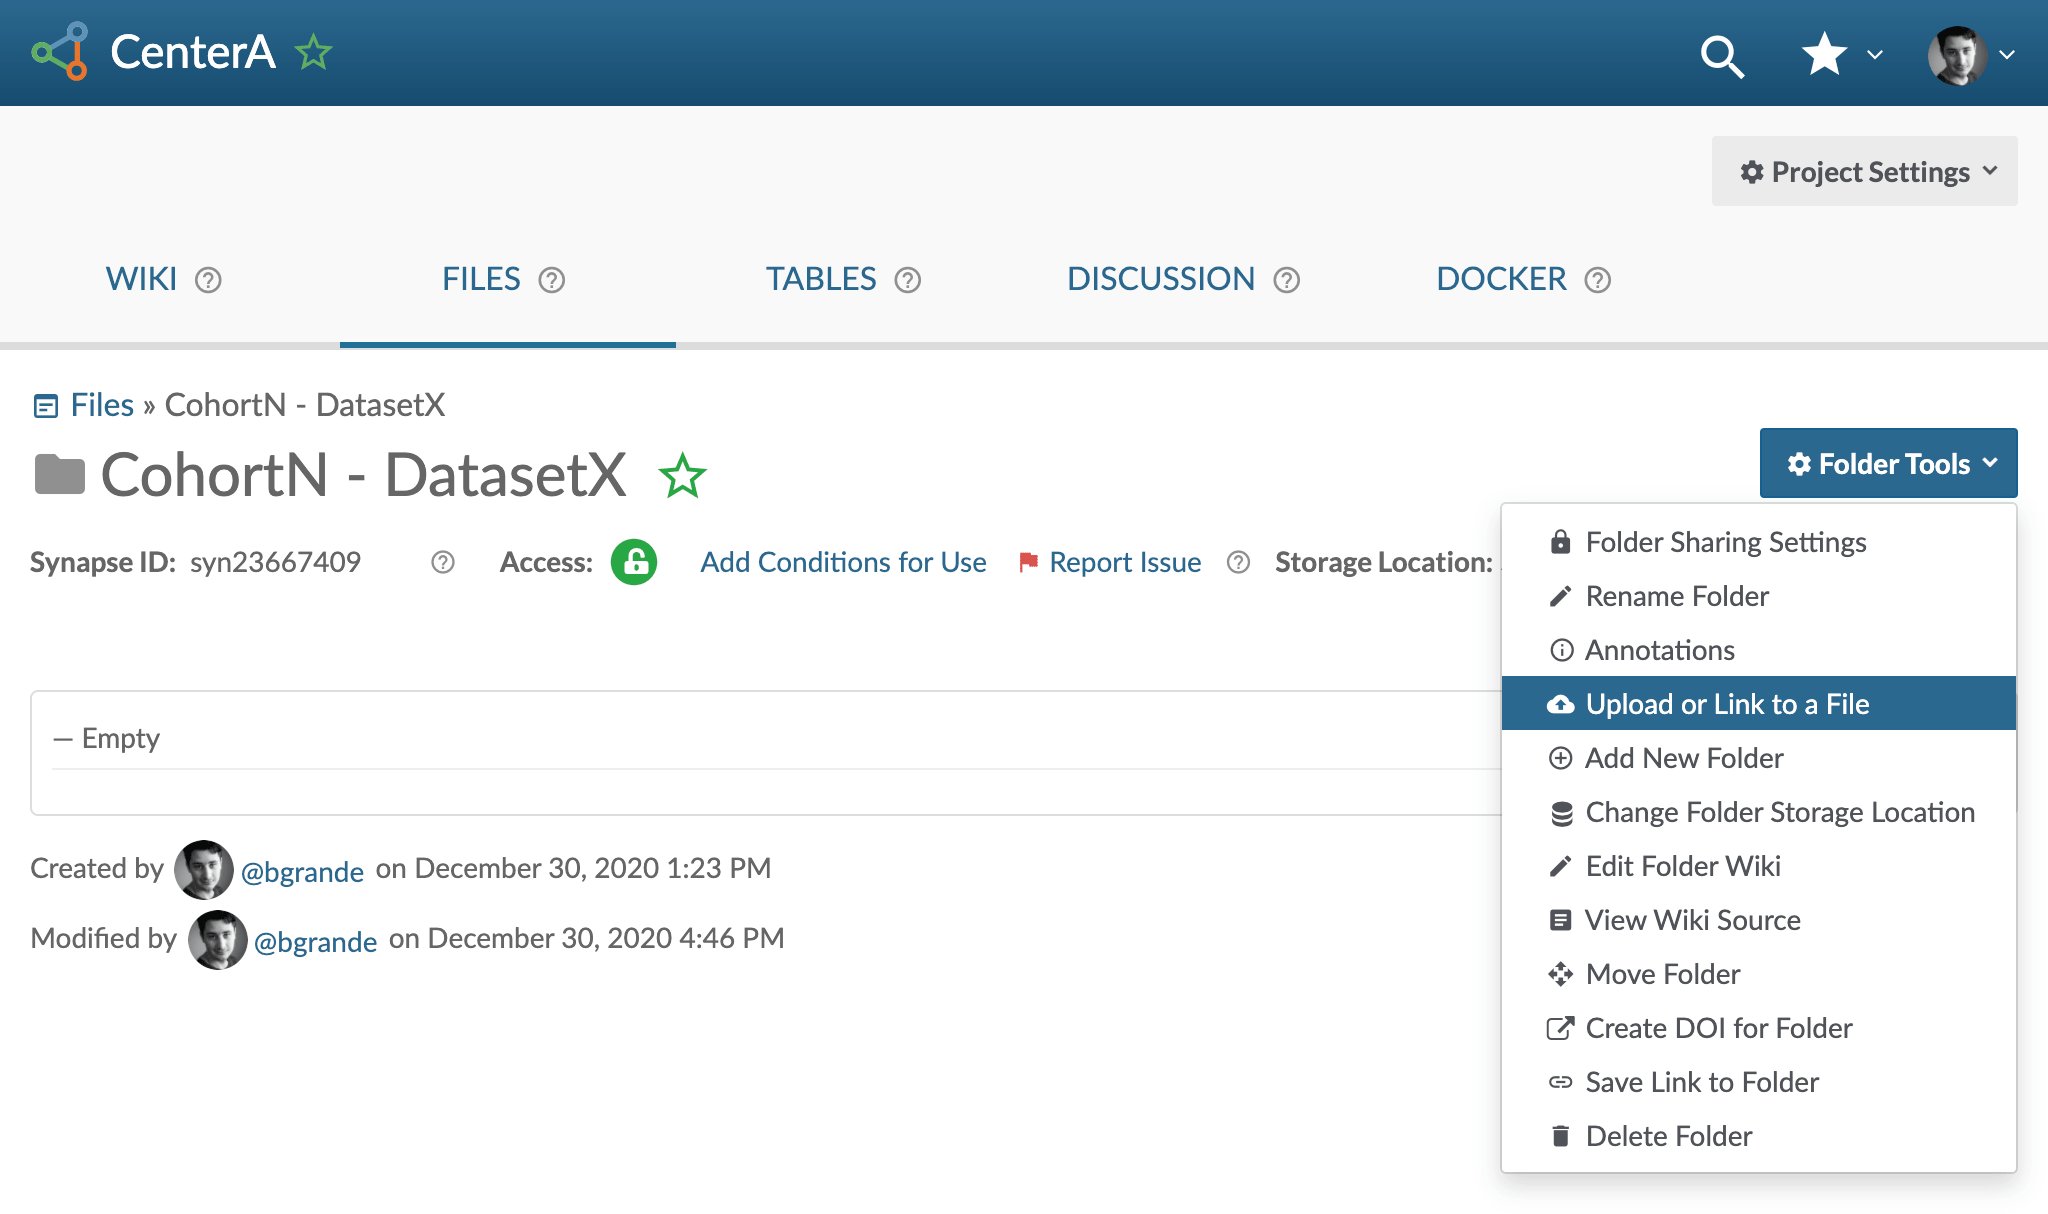 CenterA
Project Settings
WIKI
FILES
TABLES
DISCUSSION
DOCKER
Files » CohortN - DatasetX
CohortN - DatasetX
Folder Tools
Synapse ID: syn23667409
Access:
Add Conditions for Use
Report Issue
Storage Location:
Folder Sharing Settings
Rename Folder
Annotations
Upload or Link to a File
Add New Folder
Change Folder Storage Location
Edit Folder Wiki
View Wiki Source
Move Folder
Create DOI for Folder
Save Link to Folder
Delete Folder
— Empty
Created by @bgrande on December 30, 2020 1:23 PM
Modified by @bgrande on December 30, 2020 4:46 PM